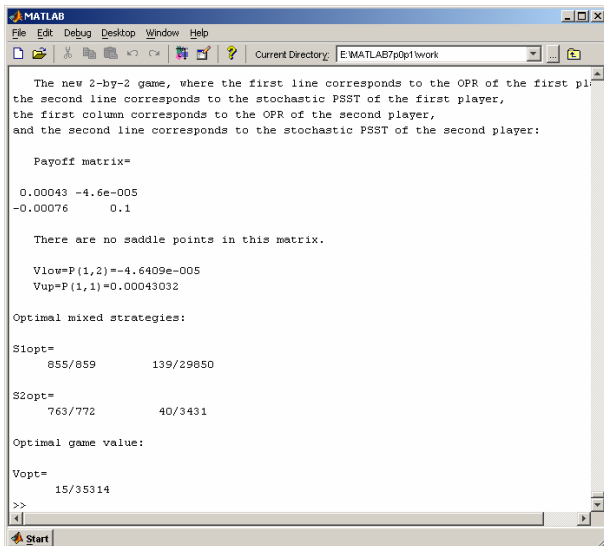 MATLAB
File Edit Debug Desktop Window Help
Current Directory: E:\MATLAB7p0p1\work
The new 2-by-2 game, where the first line corresponds to the OPR of the first
the second line corresponds to the stochastic PSST of the first player,
the first column corresponds to the OPR of the second player,
and the second line corresponds to the stochastic PSST of the second player:
Payoff matrix=
0.00043 -4.6e-005
-0.00076 0.1
There are no saddle points in this matrix.
Vlow=P(1,2)=-4.6409e-005
Vup=P(1,1)=0.00043032
Optimal mixed strategies:
S1opt=
855/859 139/29850
S2opt=
763/772 40/3431
Optimal game value:
Vopt=
15/35314
>>
Start